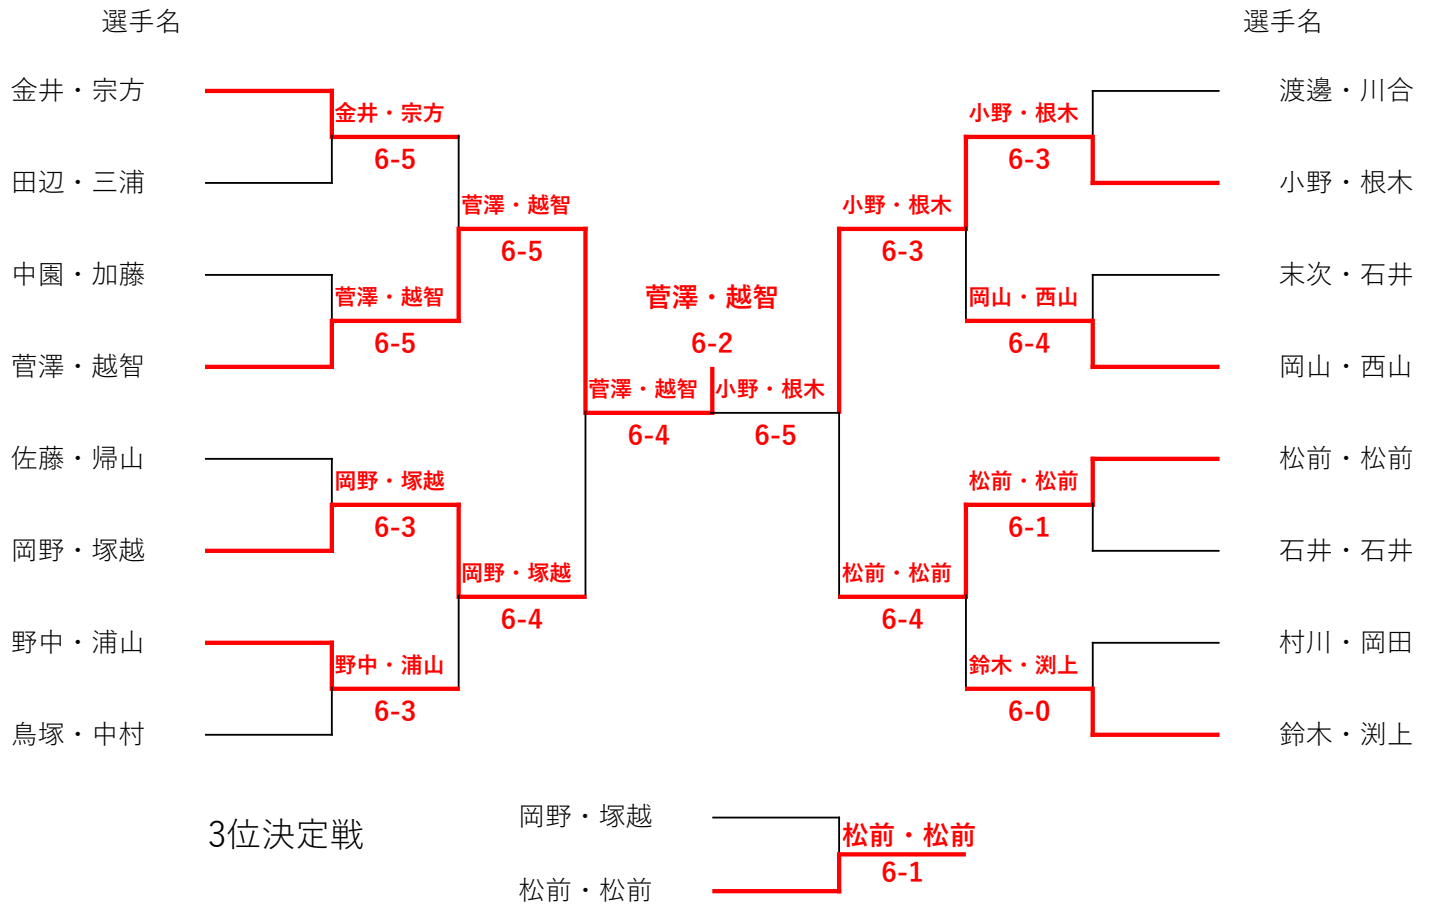 選手名
選手名
金井・宗方
渡邊・川合
金井・宗方
小野・根木
6-5
6-3
田辺・三浦
小野・根木
菅澤・越智
小野・根木
6-5
6-3
中園・加藤
末次・石井
菅澤・越智
菅澤・越智
岡山・西山
6-5
6-2
6-4
菅澤・越智
岡山・西山
菅澤・越智
小野・根木
6-4
6-5
佐藤・帰山
松前・松前
岡野・塚越
松前・松前
6-3
6-1
岡野・塚越
石井・石井
岡野・塚越
松前・松前
6-4
6-4
野中・浦山
村川・岡田
野中・浦山
鈴木・渕上
6-3
6-0
鳥塚・中村
鈴木・渕上
3位決定戦
岡野・塚越
松前・松前
6-1
松前・松前